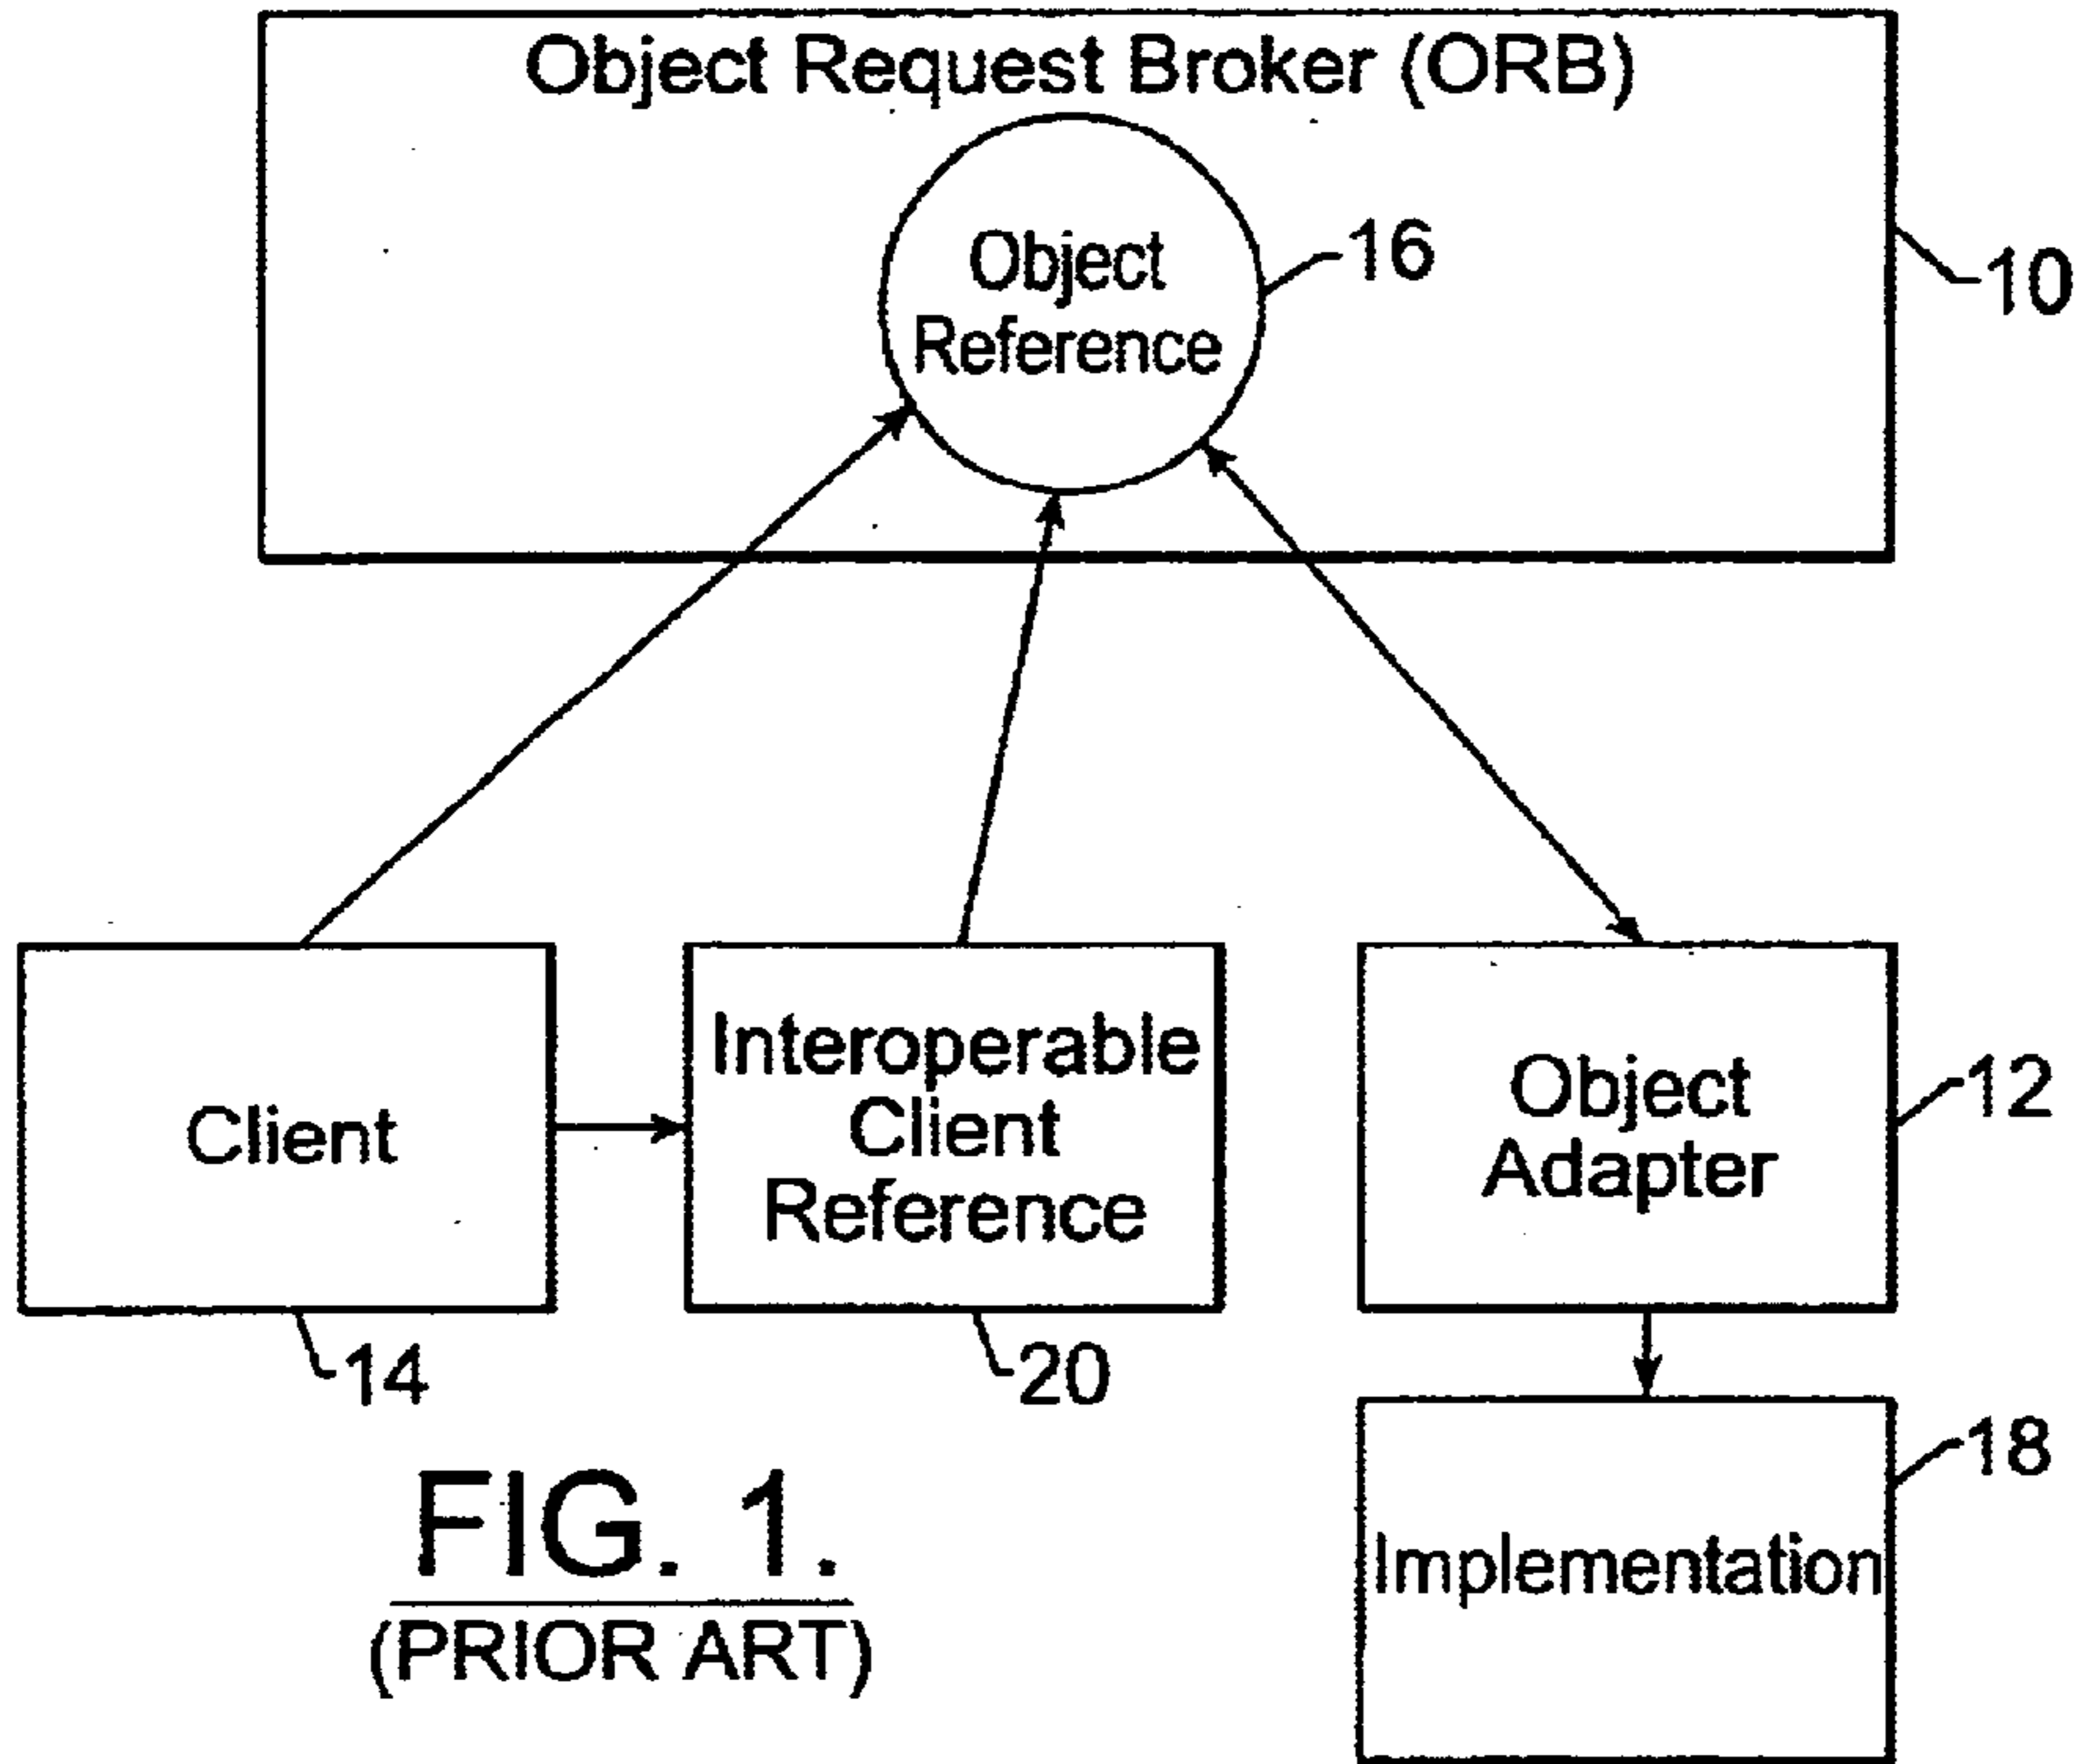 Object Request Broker (ORB)
Object
Reference
16
10
Client
Interoperable
Client
Reference
Object
Adapter
12
14
20
Implementation
18
FIG. 1.
(PRIOR ART)